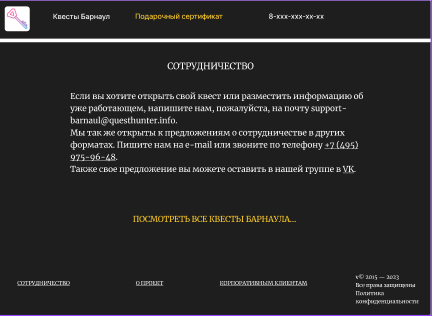 Квесты Барнаул Подарочный сертификат 8-xxx-xxx-xx-xx
СОТРУДНИЧЕСТВО
Если вы хотите открыть свой квест или разместить информацию об
уже работающем, напишите нам, пожалуйста, на почту support-
barnaul@questhunter.info.
Мы так же открыты к предложениям о сотрудничестве в других
форматах. Пишите нам на e-mail или звоните по телефону +7 (495)
975-96-48.
Также свое предложение вы можете оставить в нашей группе в VK.
ПОСМОТРЕТЬ ВСЕ КВЕСТЫ БАРНАУЛА...
СОТРУДНИЧЕСТВО О ПРОЕКТ КОРПОРАТИВНЫМ КЛИЕНТАМ
v© 2015 — 2023
Все права защищены
Политика
конфиденциальности